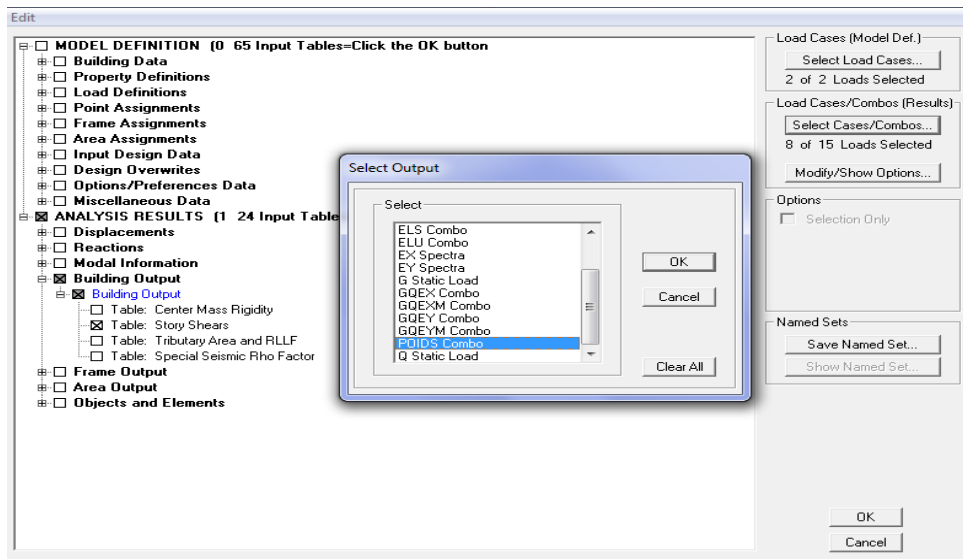 Edit
MODEL DEFINITION (0 65 Input Tables=Click the OK button
Building Data
Property Definitions
Load Definitions
Point Assignments
Frame Assignments
Area Assignments
Input Design Data
Design Overwrites
Options/Preferences Data
Miscellaneous Data
ANALYSIS RESULTS (1 24 Input Table
Displacements
Reactions
Modal Information
Building Output
Building Output
Table: Center Mass Rigidity
Table: Story Shears
Table: Tributary Area and RLLF
Table: Special Seismic Rho Factor
Frame Output
Area Output
Objects and Elements
Select Output
Select
ELS Combo
ELU Combo
EX Spectra
EY Spectra
G Static Load
GQEX Combo
GQEXM Combo
GQEY Combo
GQEYM Combo
POIDS Combo
Q Static Load
OK
Cancel
Clear All
Load Cases (Model Def.)
Select Load Cases...
2 of 2 Loads Selected
Load Cases/Combos (Results)
Select Cases/Combos...
8 of 15 Loads Selected
Modify/Show Options...
Options
Selection Only
Named Sets
Save Named Set...
Show Named Set...
OK
Cancel